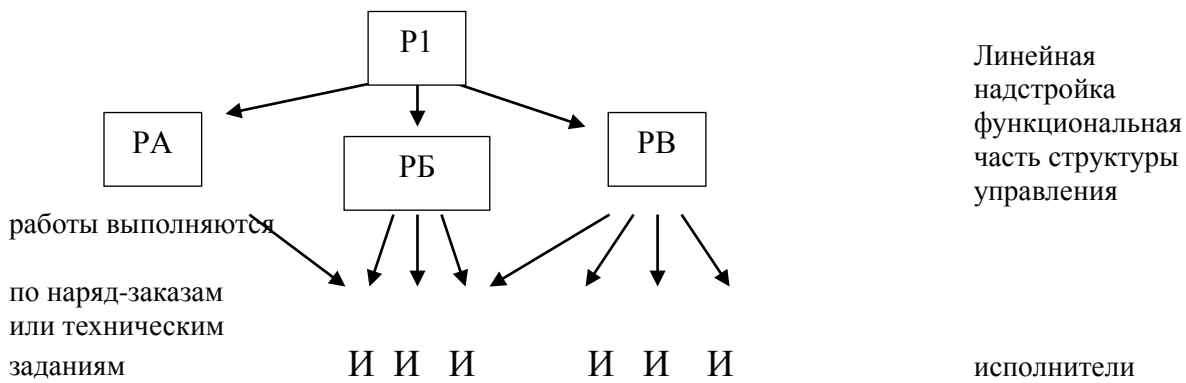 Р1
Линейная
надстройка
функциональная
часть структуры
управления
РА
РБ
РВ
работы выполняются
по наряд-заказам
или техническим
заданиям
И И И И И И
исполнители